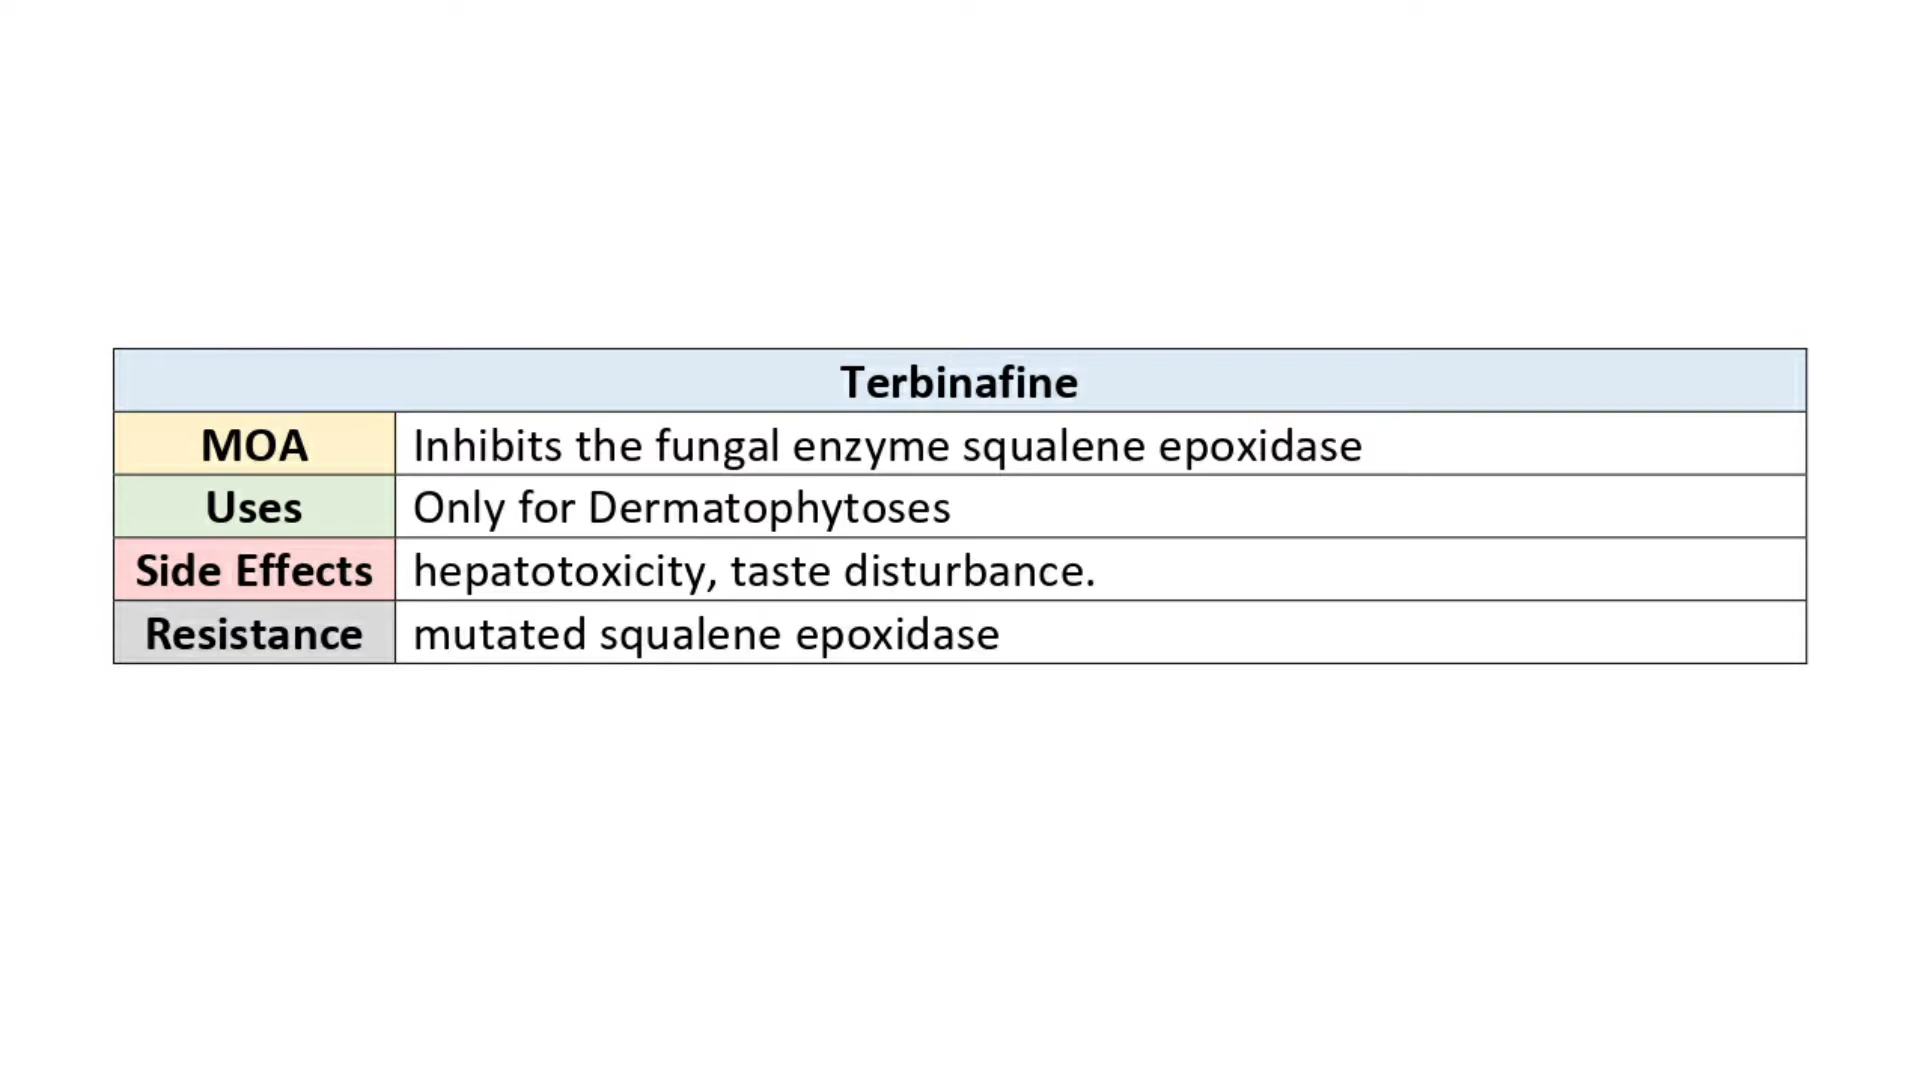 Terbinafine
MOA Inhibits the fungal enzyme squalene epoxidase
Uses Only for Dermatophytoses
Side Effects hepatotoxicity, taste disturbance.
Resistance mutated squalene epoxidase